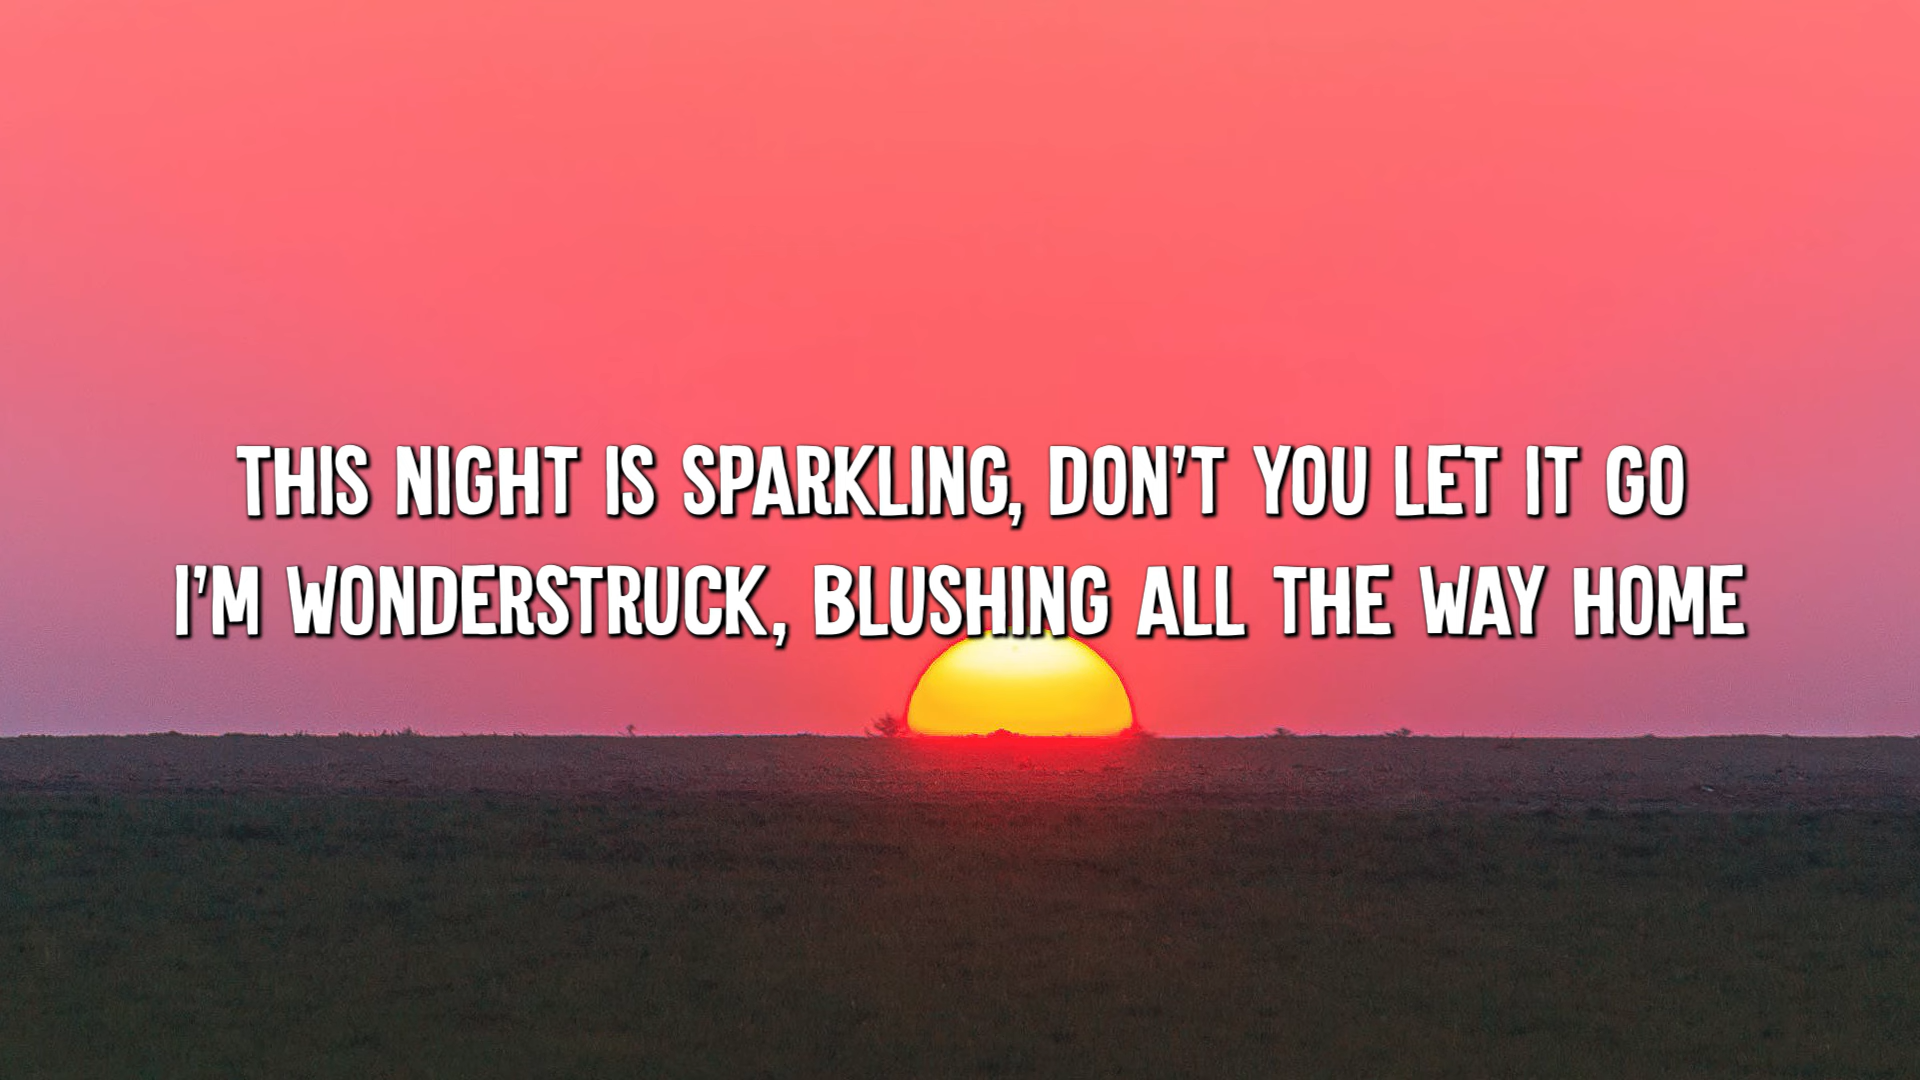 THIS NIGHT IS SPARKLING, DON'T YOU LET IT GO
I'M WONDERSTRUCK, BLUSHING ALL THE WAY HOME